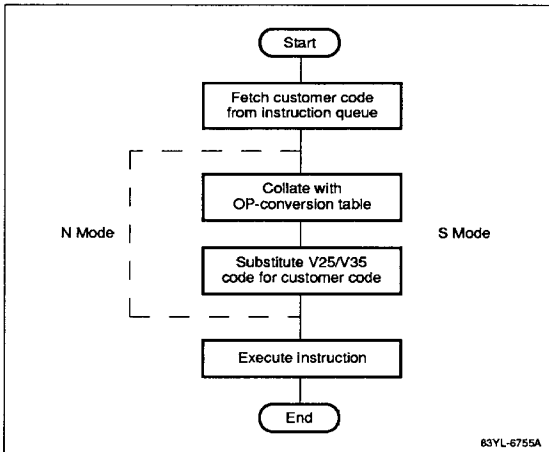 Start
Fetch customer code
from instruction queue
Collate with
OP-conversion table
N Mode
S Mode
Substitute V25/V35
code for customer code
Execute instruction
End
83YL-6755A